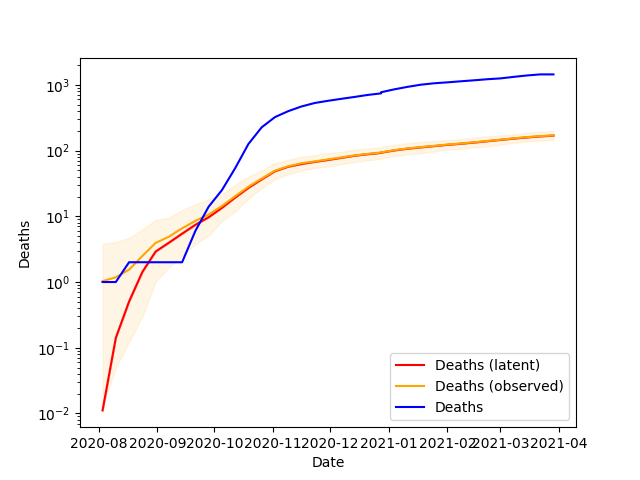 10^3
10^2
10^1
10^0
10^-1
10^-2
Deaths
Deaths (latent)
Deaths (observed)
Deaths
2020-08 2020-09 2020-10 2020-11 2020-12 2021-01 2021-02 2021-03 2021-04
Date